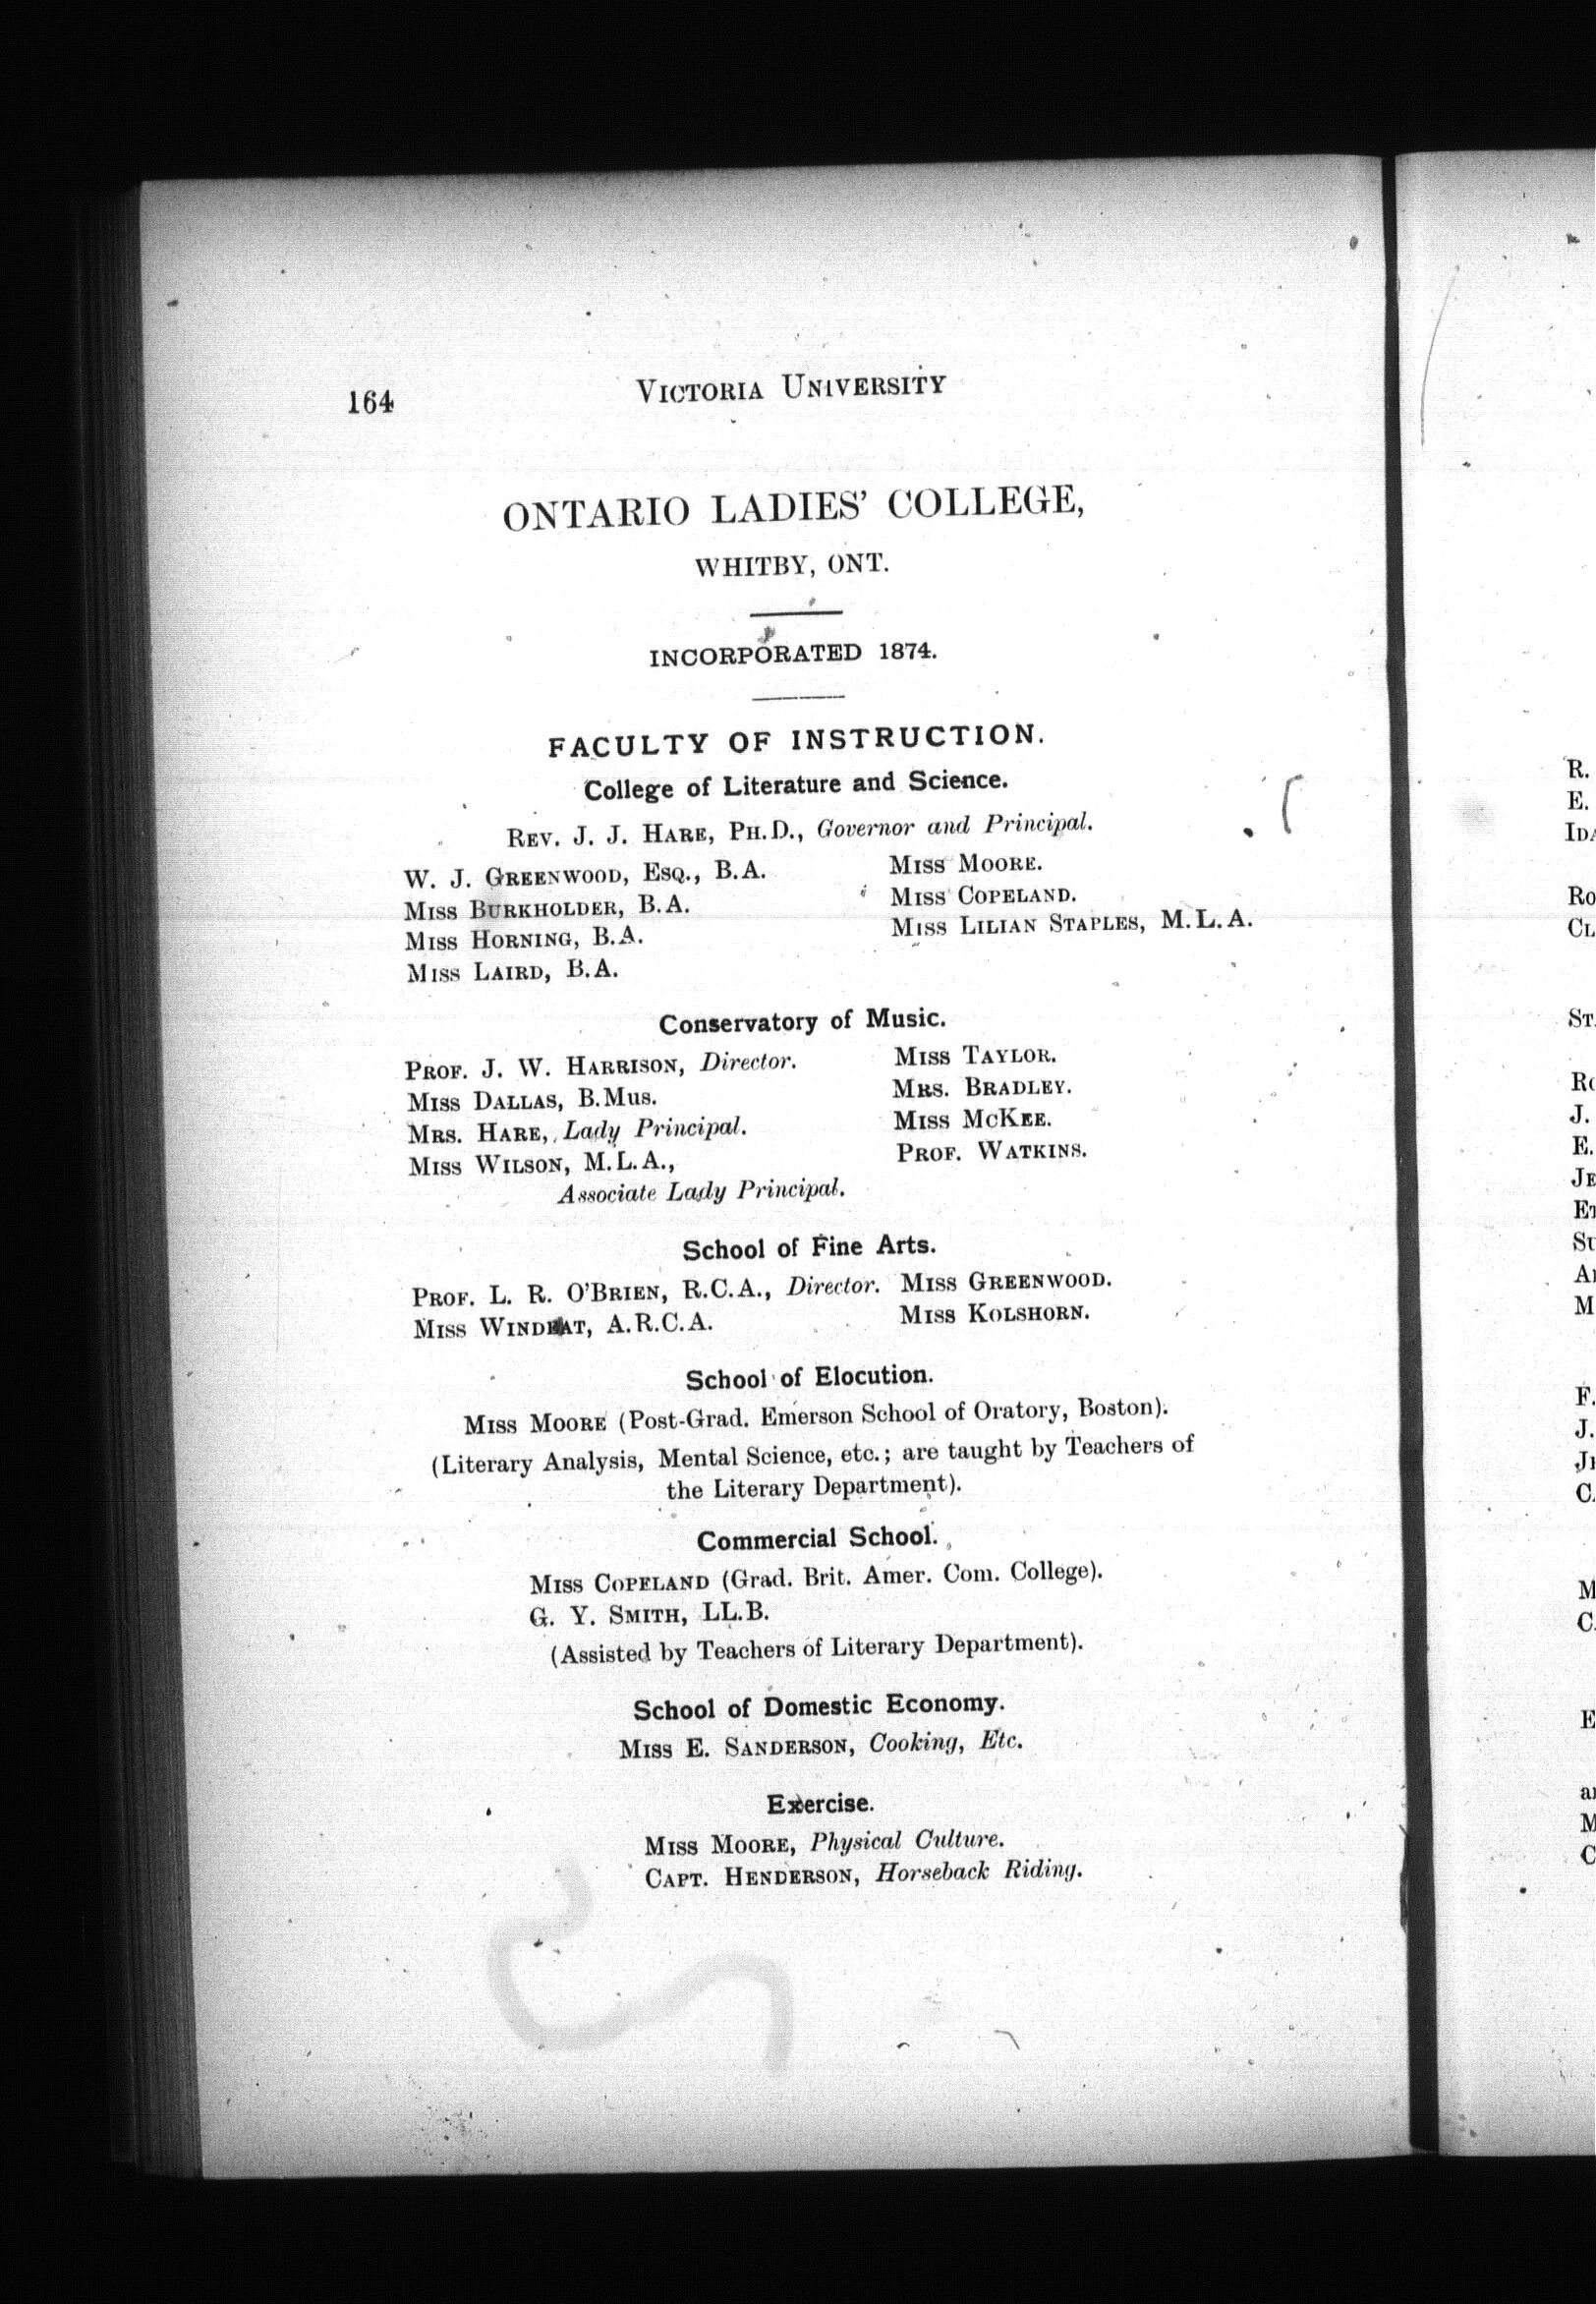 164
VICTORIA UNIVERSITY
ONTARIO LADIES' COLLEGE,
WHITBY, ONT.
INCORPORATED 1874.
FACULTY OF INSTRUCTION.
College of Literature and Science.
REV. J. J. HARE, PH.D., Governor and Principal.
W. J. GREENWOOD, ESQ., B.A.
MISS BURKHOLDER, B.A.
MISS HORNING, B.A.
MISS LAIRD, B.A.
MISS MOORE.
MISS COPELAND.
MISS LILIAN STAPLES, M.L.A.
Conservatory of Music.
PROF. J. W. HARRISON, Director.
MISS DALLAS, B.Mus.
MRS. HARE, Lady Principal.
MISS WILSON, M.L.A.,
Associate Lady Principal.
MISS TAYLOR.
MRS. BRADLEY.
MISS MCKEE.
PROF. WATKINS.
School of Fine Arts.
PROF. L. R. O'BRIEN, R.C.A., Director.
MISS WINDEAT, A.R.C.A.
MISS GREENWOOD.
MISS KOLSHORN.
School of Elocution.
MISS MOORE (Post-Grad. Emerson School of Oratory, Boston).
(Literary Analysis, Mental Science, etc.; are taught by Teachers of
the Literary Department).
Commercial School.
MISS COPELAND (Grad. Brit. Amer. Com. College).
G. Y. SMITH, LL.B.
(Assisted by Teachers of Literary Department).
School of Domestic Economy.
MISS E. SANDERSON, Cooking, Etc.
Exercise.
MISS MOORE, Physical Culture.
CAPT. HENDERSON, Horseback Riding.
R.
E.
J.
E.
F.
J.